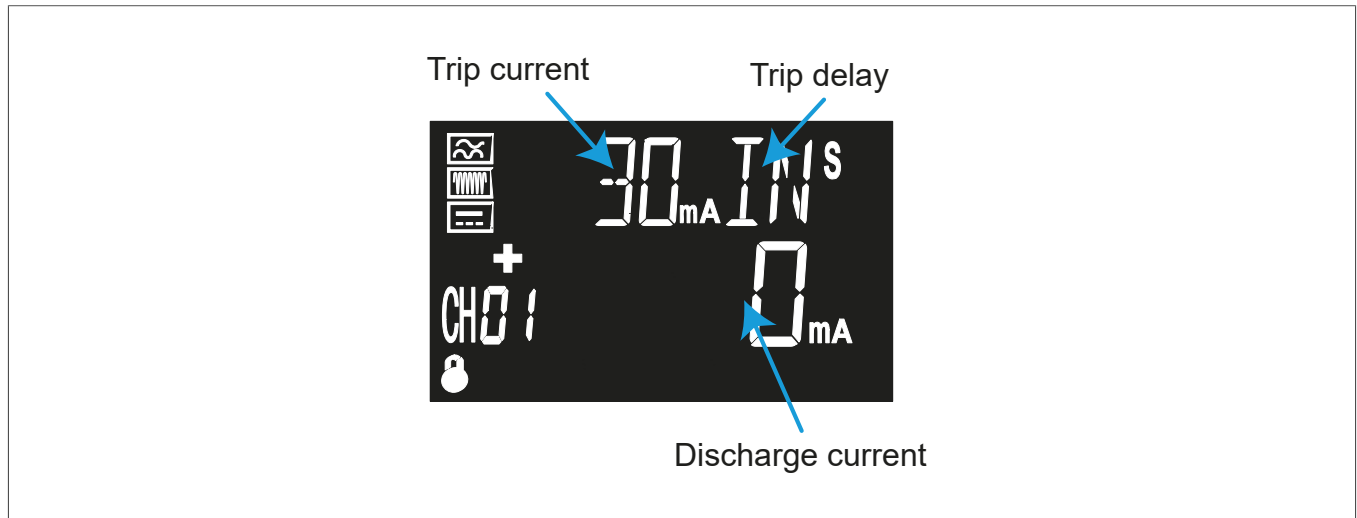 Trip current
Trip delay
30mA INS
0mA
CH01
Discharge current